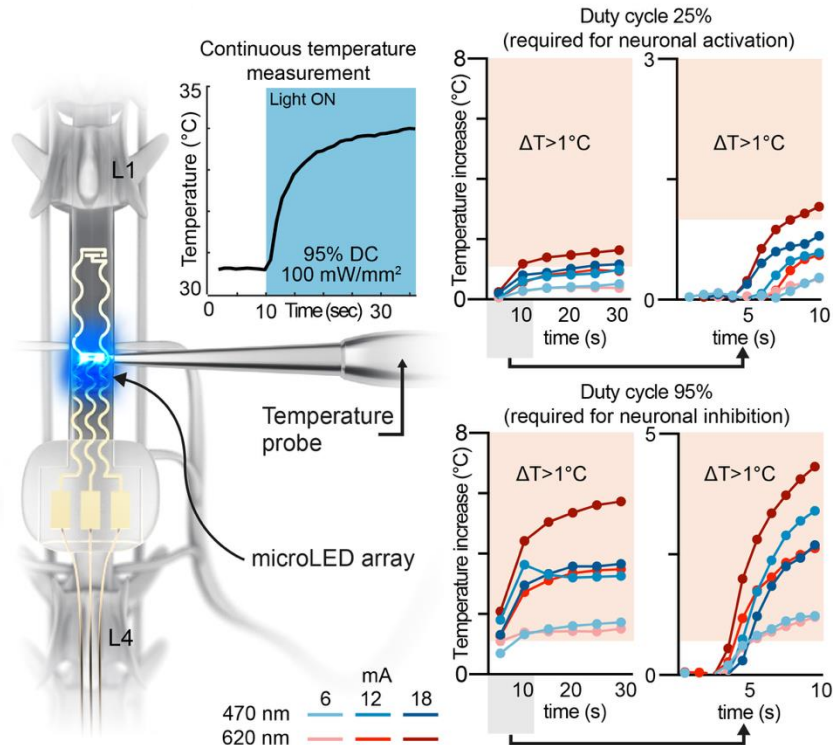 Continuous temperature
measurement
35
Light ON
Temperature (°C)
95% DC
100 mW/mm²
30
0
10
Time(sec)
30
L1
Temperature
probe
microLED array
L4
mA
6
12
18
470 nm
620 nm
Duty cycle 25%
(required for neuronal activation)
8
ΔT>1°C
Temperature increase (°C)
0
10
20
30
time (s)
3
ΔT>1°C
0
0
5
10
time (s)
Duty cycle 95%
(required for neuronal inhibition)
8
ΔT>1°C
Temperature increase (°C)
0
10
20
30
time (s)
5
ΔT>1°C
0
0
5
10
time (s)